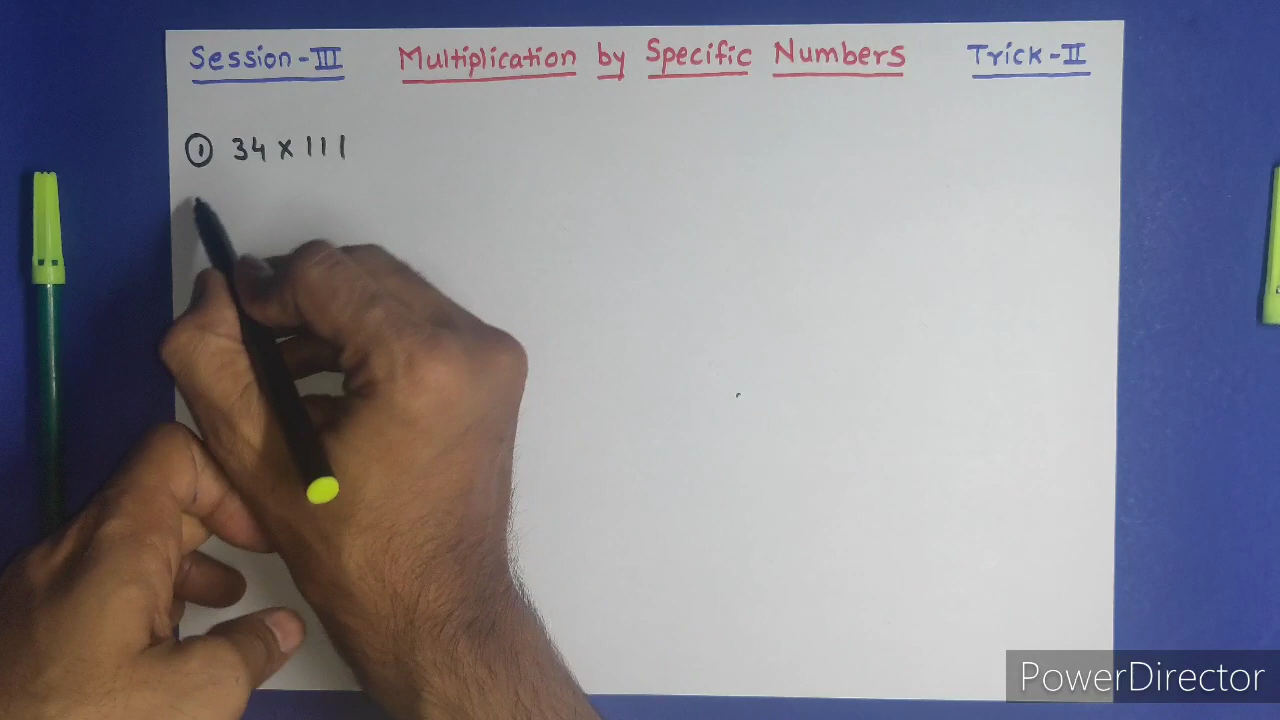 Session-III Multiplication by Specific Numbers Trick-II
① 34 x 111
PowerDirector